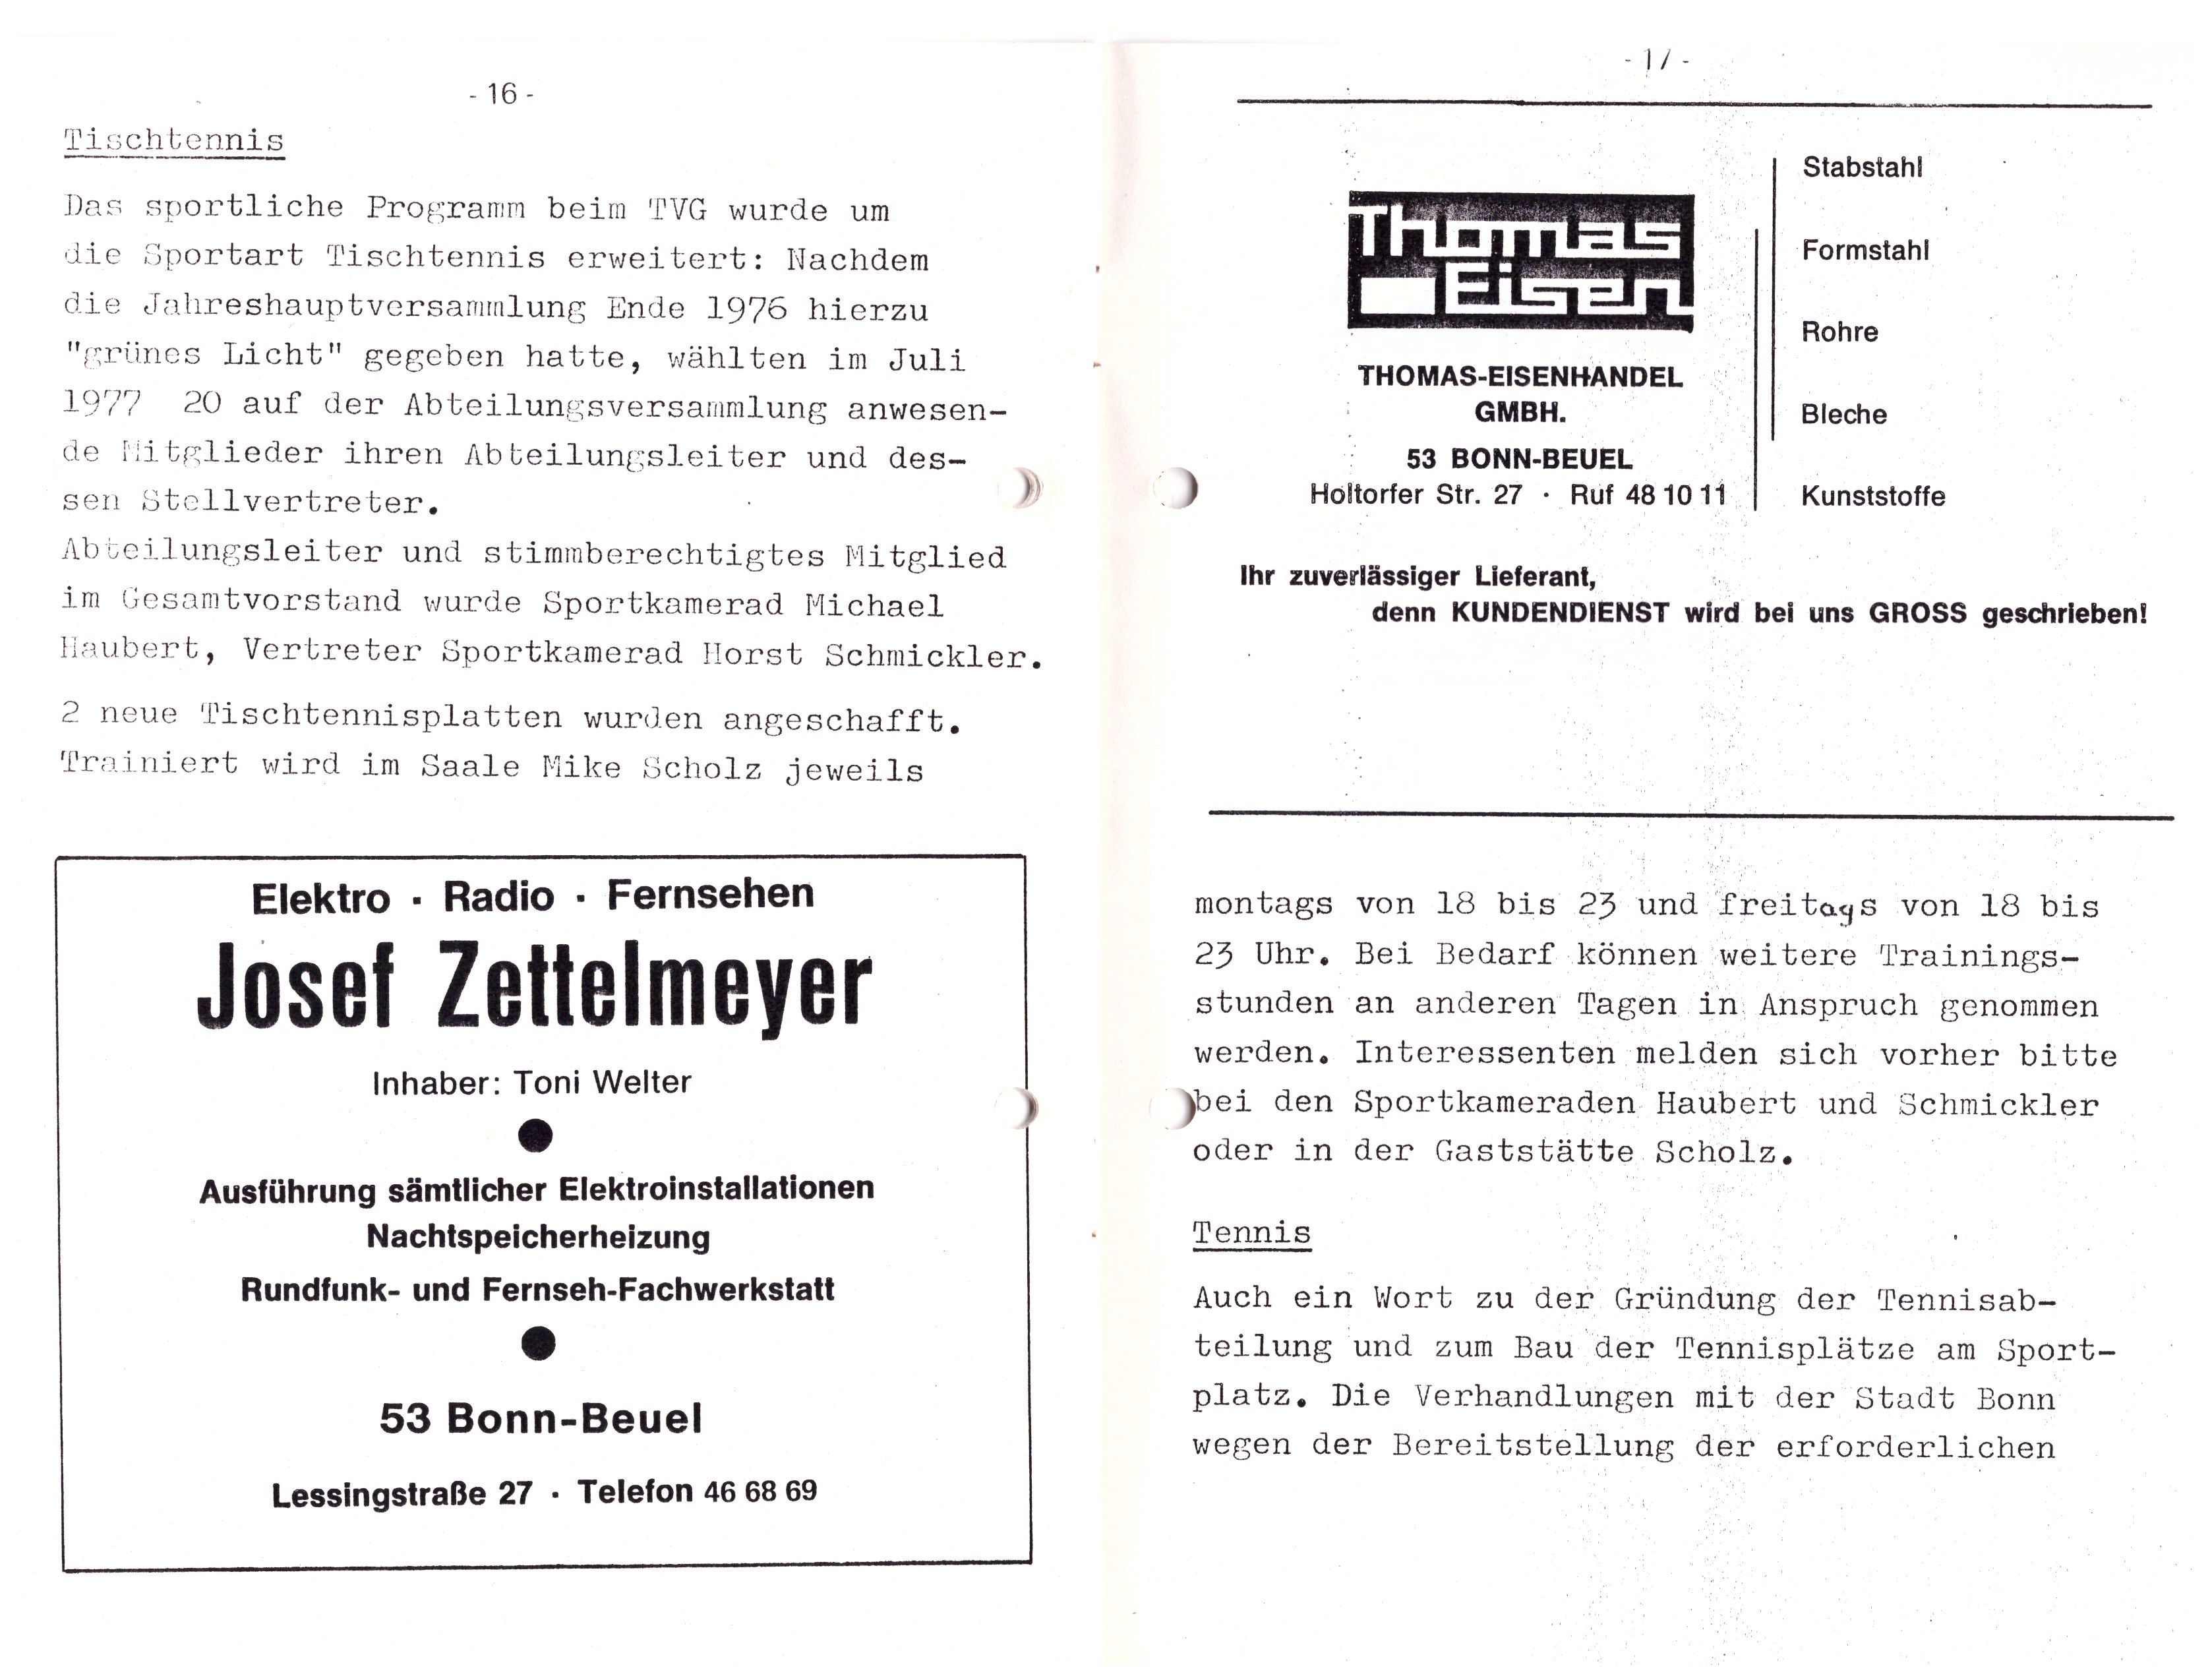 - 16 -
Tischtennis
Das sportliche Programm beim TVG wurde um
die Sportart Tischtennis erweitert: Nachdem
die Jahreshauptversammlung Ende 1976 hierzu
"grünes Licht" gegeben hatte, wählten im Juli
1977  20 auf der Abteilungsversammlung anwesen-
de Mitglieder ihren Abteilungsleiter und des-
sen Stellvertreter.
Abteilungsleiter und stimmberechtigtes Mitglied
im Gesamtvorstand wurde Sportkamerad Michael
Haubert, Vertreter Sportkamerad Horst Schmickler.
2 neue Tischtennisplatten wurden angeschafft.
Trainiert wird im Saale Mike Scholz jeweils
Elektro · Radio · Fernsehen
Josef Zettelmeyer
Inhaber: Toni Welter
Ausführung sämtlicher Elektroinstallationen
Nachtspeicherheizung
Rundfunk- und Fernseh-Fachwerkstatt
53 Bonn-Beuel
Lessingstraße 27 · Telefon 46 68 69
- 17 -
Thomas
Eisen
THOMAS-EISENHANDEL
GMBH.
53 BONN-BEUEL
Holtorfer Str. 27 · Ruf 48 10 11
Stabstahl
Formstahl
Rohre
Bleche
Kunststoffe
Ihr zuverlässiger Lieferant,
denn KUNDENDIENST wird bei uns GROSS geschrieben!
montags von 18 bis 23 und freitags von 18 bis
23 Uhr. Bei Bedarf können weitere Trainings-
stunden an anderen Tagen in Anspruch genommen
werden. Interessenten melden sich vorher bitte
bei den Sportkameraden Haubert und Schmickler
oder in der Gaststätte Scholz.
Tennis
Auch ein Wort zu der Gründung der Tennisab-
teilung und zum Bau der Tennisplätze am Sport-
platz. Die Verhandlungen mit der Stadt Bonn
wegen der Bereitstellung der erforderlichen